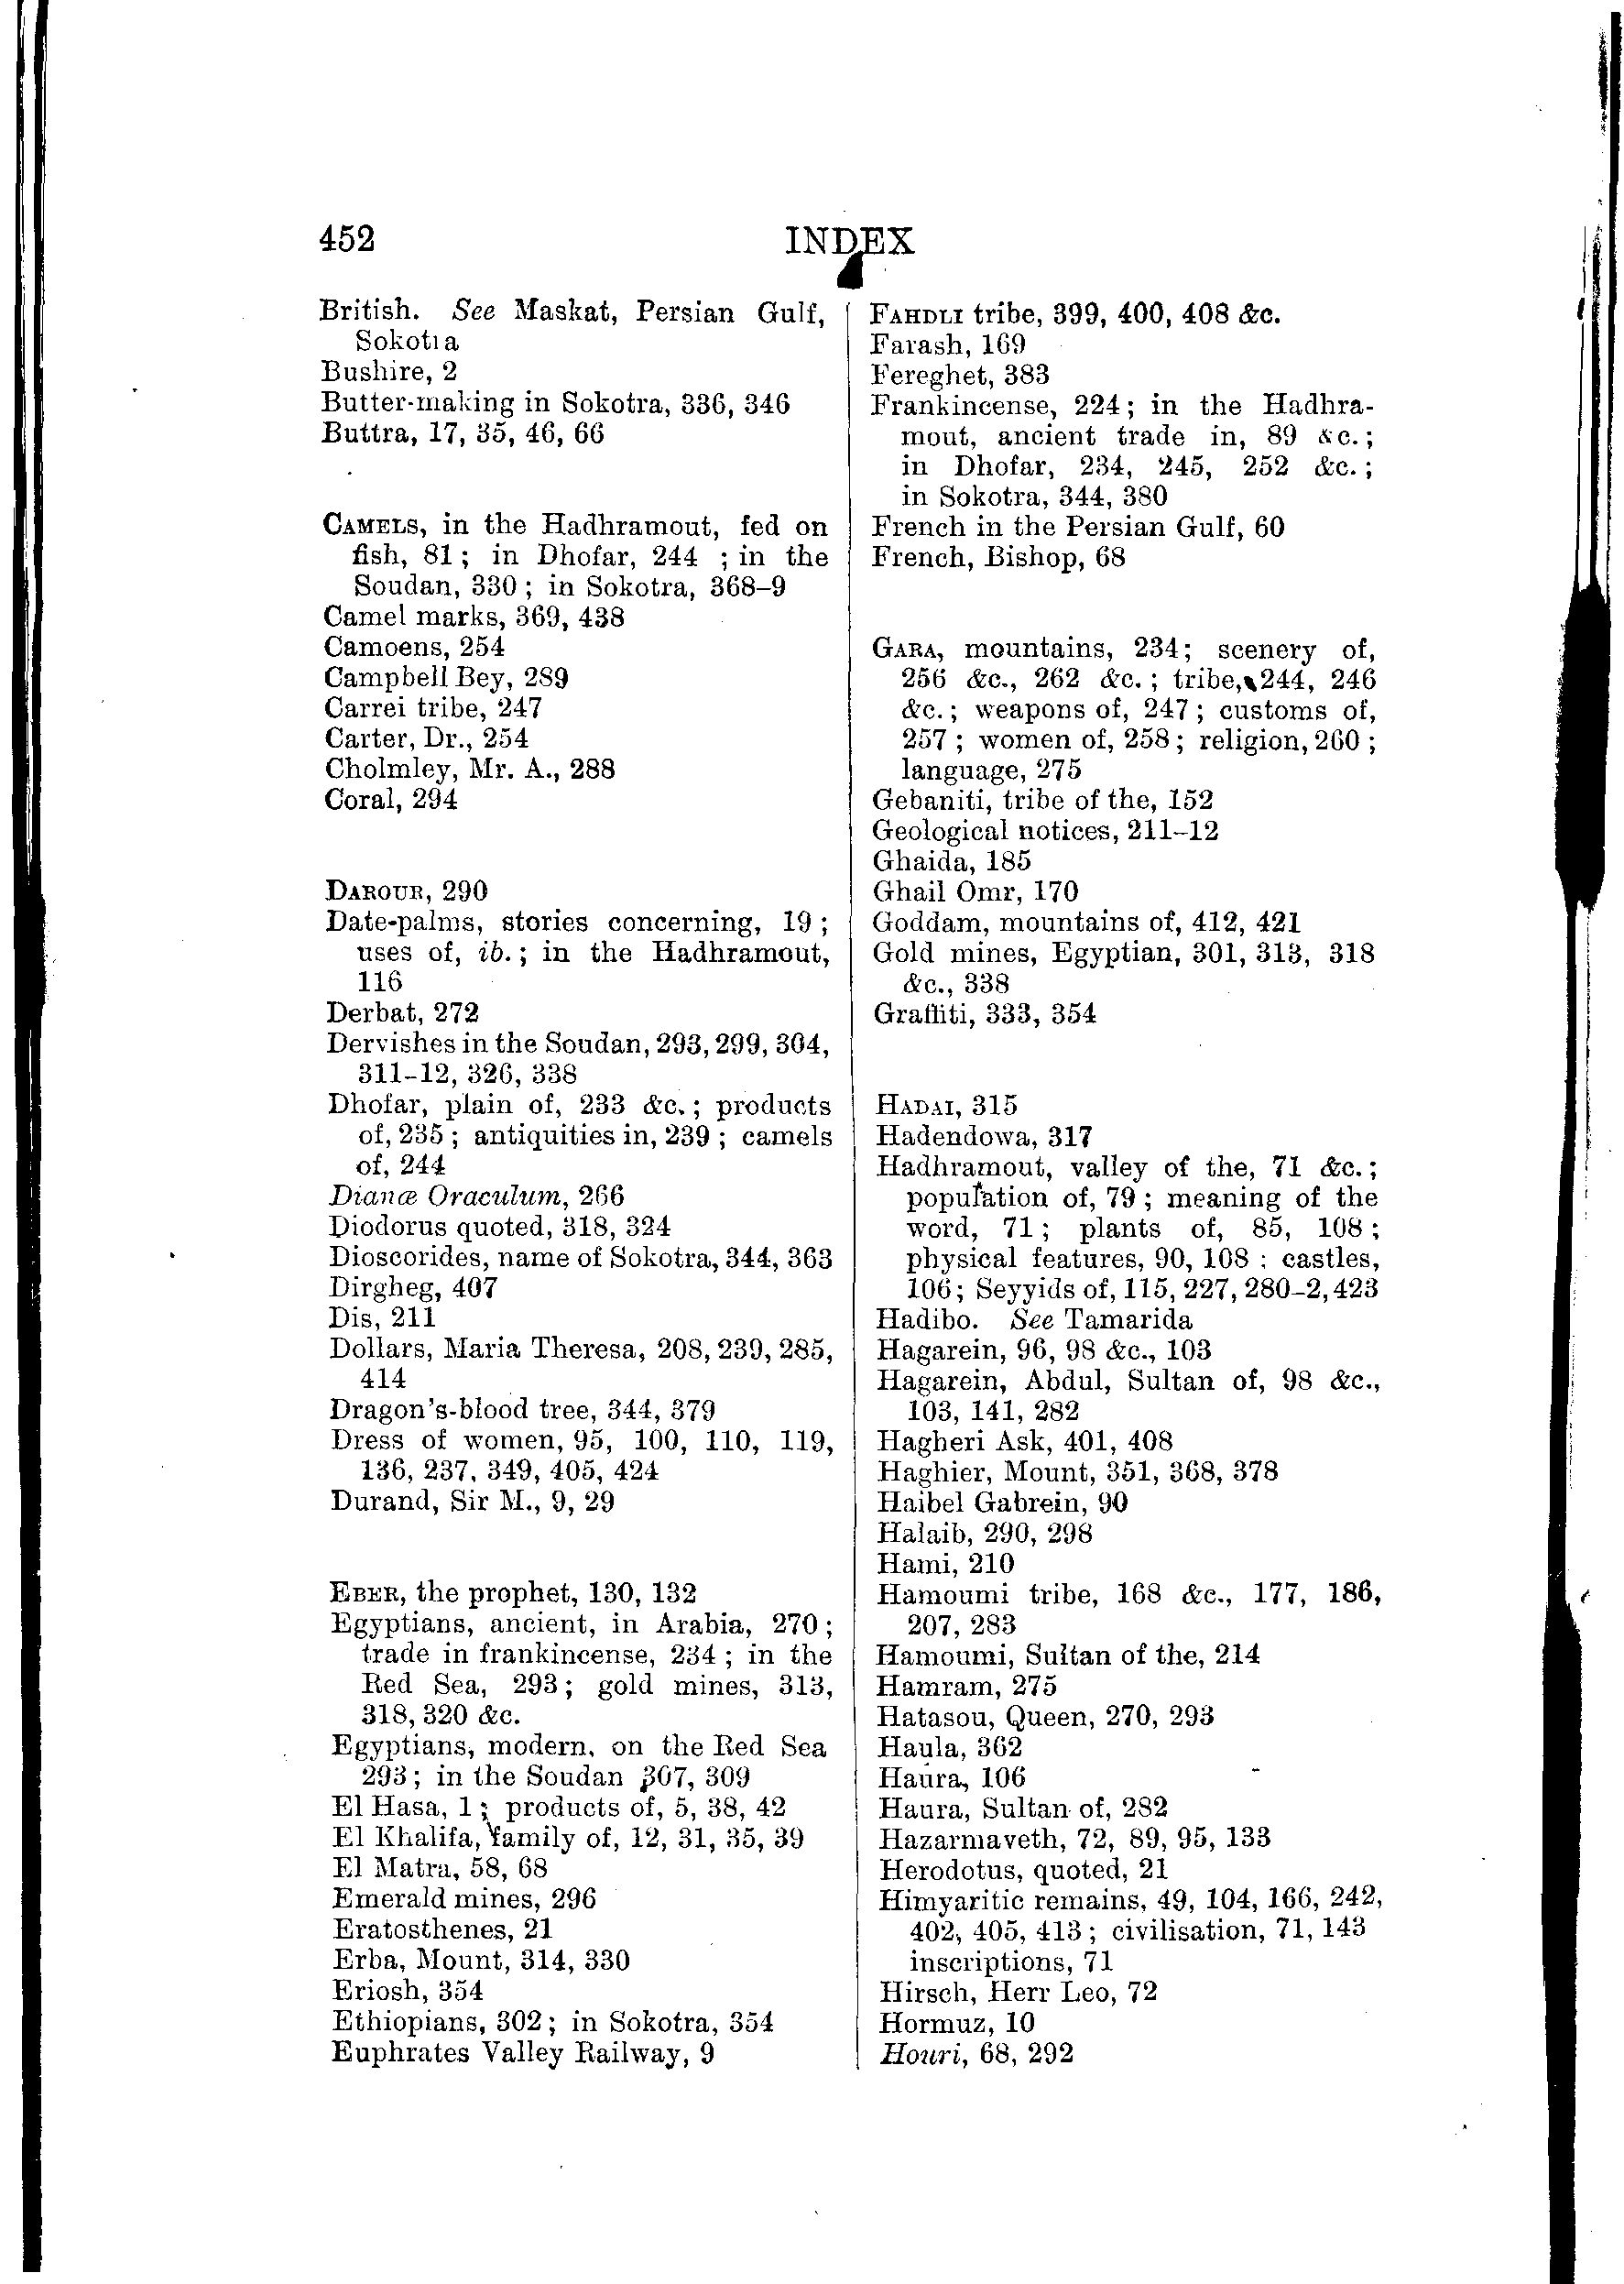 452 INDEX
British. See Maskat, Persian Gulf,
Sokotra
Bushire, 2
Butter-making in Sokotra, 336, 346
Buttra, 17, 35, 46, 66
CAMELS, in the Hadhramout, fed on
fish, 81; in Dhofar, 244 ; in the
Soudan, 330; in Sokotra, 368–9
Camel marks, 369, 438
Camoens, 254
Campbell Bey, 289
Carrei tribe, 247
Carter, Dr., 254
Cholmley, Mr. A., 288
Coral, 294
DAROUR, 290
Date-palms, stories concerning, 19;
uses of, ib.; in the Hadhramout,
116
Derbat, 272
Dervishes in the Soudan, 293, 299, 304,
311–12, 326, 338
Dhofar, plain of, 233 &c.; products
of, 235; antiquities in, 239; camels
of, 244
Dianæ Oraculum, 266
Diodorus quoted, 318, 324
Dioscorides, name of Sokotra, 344, 363
Dirgheg, 407
Dis, 211
Dollars, Maria Theresa, 208, 239, 285,
414
Dragon's-blood tree, 344, 379
Dress of women, 95, 100, 110, 119,
136, 237, 349, 405, 424
Durand, Sir M., 9, 29
EBER, the prophet, 130, 132
Egyptians, ancient, in Arabia, 270;
trade in frankincense, 234; in the
Red Sea, 293; gold mines, 313,
318, 320 &c.
Egyptians, modern, on the Red Sea
293; in the Soudan 307, 309
El Hasa, 1; products of, 5, 38, 42
El Khalifa, family of, 12, 31, 35, 39
El Matra, 58, 68
Emerald mines, 296
Eratosthenes, 21
Erba, Mount, 314, 330
Eriosh, 354
Ethiopians, 302; in Sokotra, 354
Euphrates Valley Railway, 9
FAHDLI tribe, 399, 400, 408 &c.
Farash, 169
Fereghet, 383
Frankincense, 224; in the Hadhra-
mout, ancient trade in, 89 &c.;
in Dhofar, 234, 245, 252 &c.;
in Sokotra, 344, 380
French in the Persian Gulf, 60
French, Bishop, 68
GARA, mountains, 234; scenery of,
256 &c., 262 &c.; tribe, 244, 246
&c.; weapons of, 247; customs of,
257; women of, 258; religion, 260;
language, 275
Gebaniti, tribe of the, 152
Geological notices, 211–12
Ghaida, 185
Ghail Omr, 170
Goddam, mountains of, 412, 421
Gold mines, Egyptian, 301, 313, 318
&c., 338
Graffiti, 333, 354
HADAI, 315
Hadendowa, 317
Hadhramout, valley of the, 71 &c.;
population of, 79; meaning of the
word, 71; plants of, 85, 108;
physical features, 90, 108; castles,
106; Seyyids of, 115, 227, 280–2, 423
Hadibo. See Tamarida
Hagarein, 96, 98 &c., 103
Hagarein, Abdul, Sultan of, 98 &c.,
103, 141, 282
Hagheri Ask, 401, 408
Haghier, Mount, 351, 368, 378
Haibel Gabrein, 90
Halaib, 290, 298
Hami, 210
Hamoumi tribe, 168 &c., 177, 186,
207, 283
Hamoumi, Sultan of the, 214
Hamram, 275
Hatasou, Queen, 270, 293
Haula, 362
Haura, 106
Haura, Sultan of, 282
Hazarmaveth, 72, 89, 95, 133
Herodotus, quoted, 21
Himyaritic remains, 49, 104, 166, 242,
402, 405, 413; civilisation, 71, 143
inscriptions, 71
Hirsch, Herr Leo, 72
Hormuz, 10
Houri, 68, 292